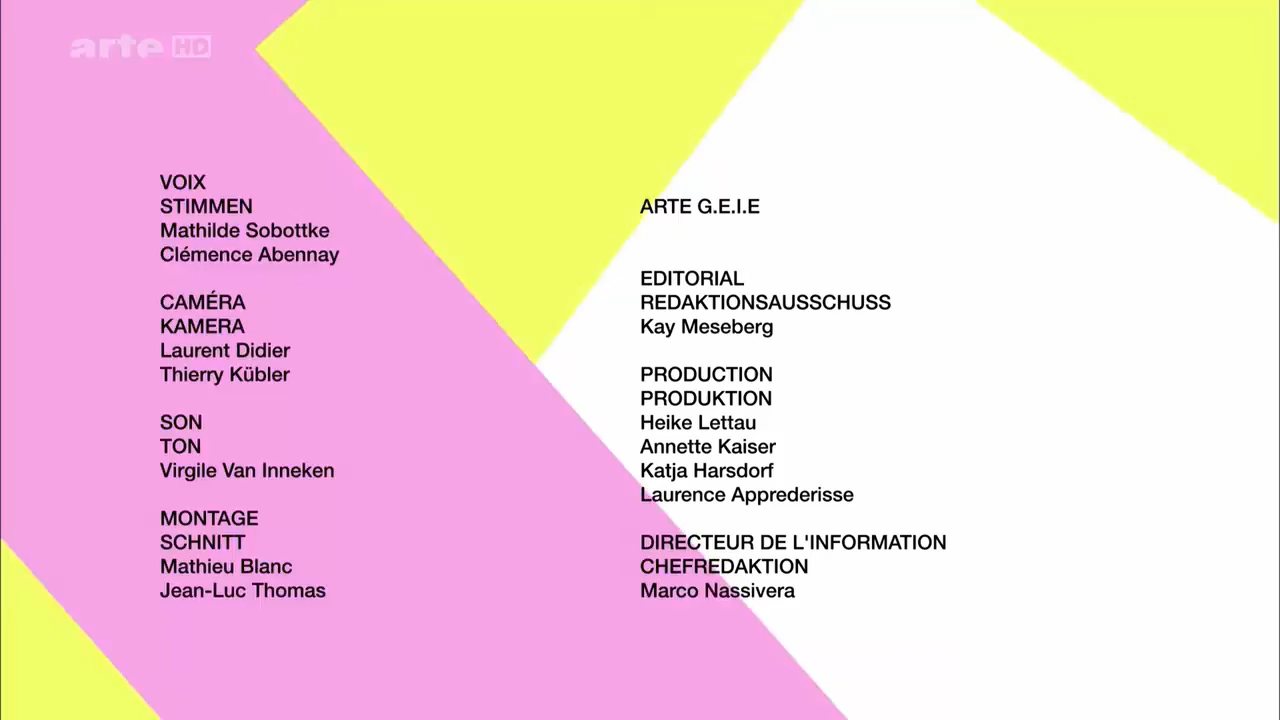 arte HD
VOIX
STIMMEN
Mathilde Sobottke
Clémence Abennay
CAMÉRA
KAMERA
Laurent Didier
Thierry Kübler
SON
TON
Virgile Van Inneken
MONTAGE
SCHNITT
Mathieu Blanc
Jean-Luc Thomas
ARTE G.E.I.E
EDITORIAL
REDAKTIONSAUSSCHUSS
Kay Meseberg
PRODUCTION
PRODUKTION
Heike Lettau
Annette Kaiser
Katja Harsdorf
Laurence Apprederisse
DIRECTEUR DE L'INFORMATION
CHEFREDAKTION
Marco Nassivera